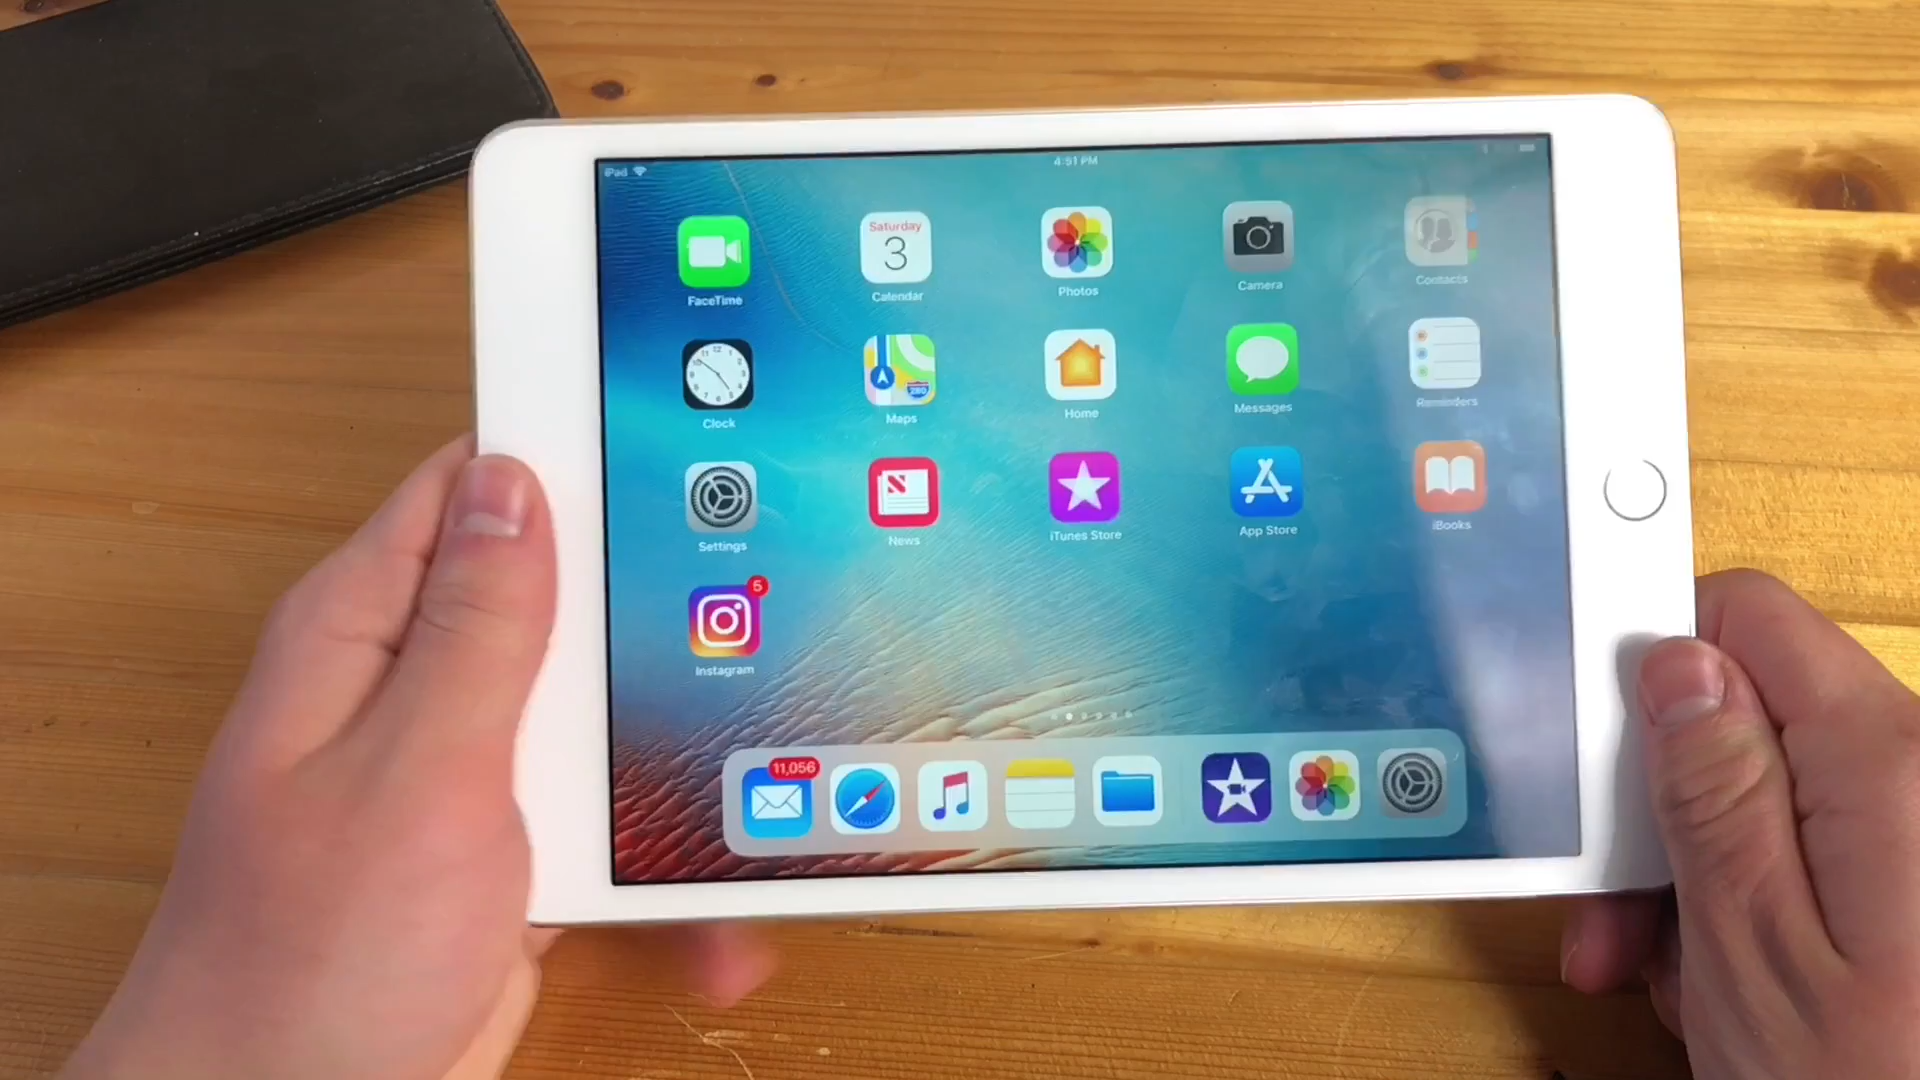 4:51 PM
iPad
Saturday
3
FaceTime
Calendar
Photos
Camera
Contacts
280
Clock
Maps
Home
Messages
Reminders
Settings
News
iTunes Store
App Store
iBooks
5
Instagram
11,056